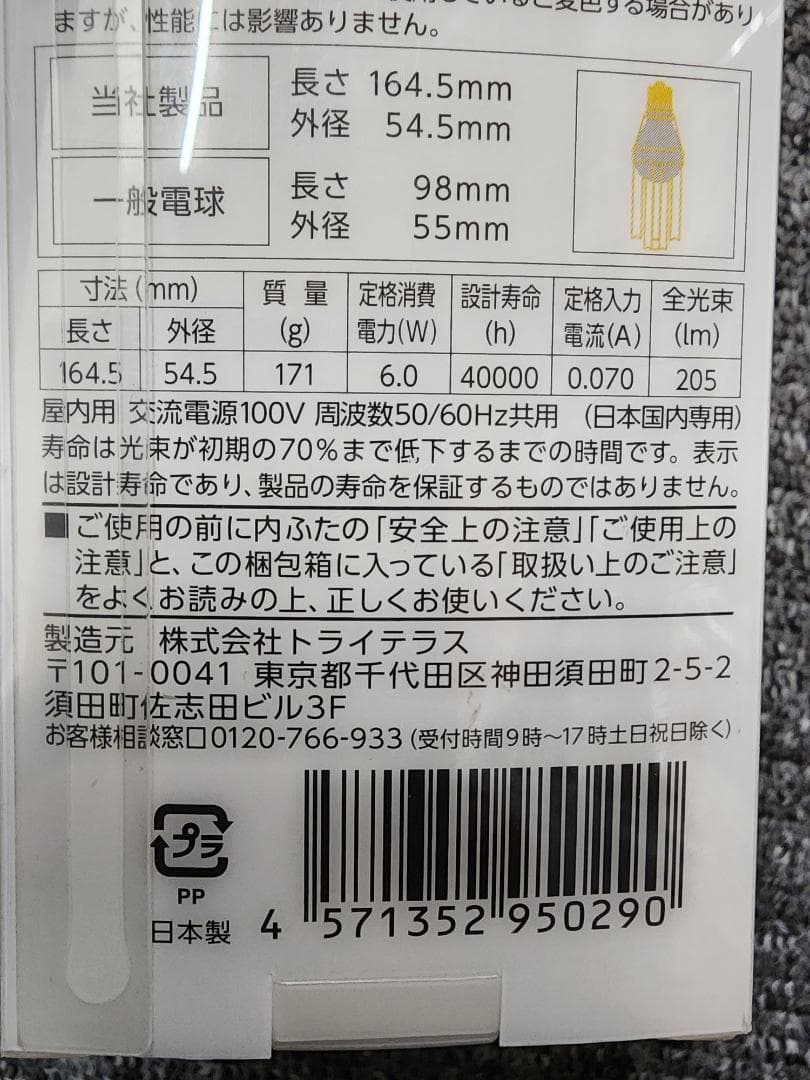 ると変色する場合があり
ますが、性能には影響ありません。
当社製品 長さ 164.5mm
外径 54.5mm
一般電球 長さ 98mm
外径 55mm
寸法(mm) 質量(g) 定格消費電力(W) 設計寿命(h) 定格入力電流(A) 全光束(lm)
長さ 外径
164.5 54.5 171 6.0 40000 0.070 205
屋内用 交流電源100V 周波数50/60Hz共用 (日本国内専用)
寿命は光束が初期の70%まで低下するまでの時間です。表示
は設計寿命であり、製品の寿命を保証するものではありません。
■ご使用の前に内ふたの「安全上の注意」「ご使用上の
注意」と、この梱包箱に入っている「取扱い上のご注意」
をよくお読みの上、正しくお使いください。
製造元 株式会社トライテラス
〒101-0041 東京都千代田区神田須田町2-5-2
須田町佐志田ビル3F
お客様相談窓口0120-766-933(受付時間9時〜17時土日祝日除く)
プラ
PP
日本製
4 571352 950290